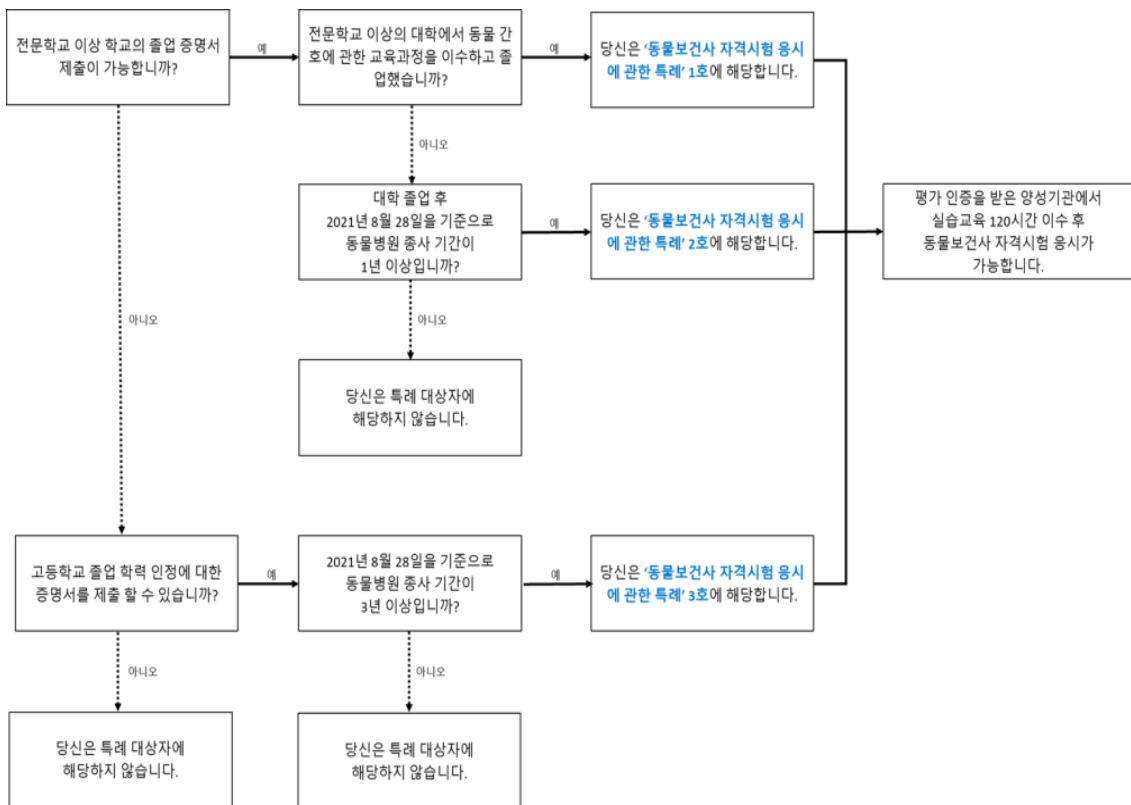 전문학교 이상 학교의 졸업 증명서
제출이 가능합니까?
예
전문학교 이상의 대학에서 동물 간
호에 관한 교육과정을 이수하고 졸
업했습니까?
예
당신은 ‘동물보건사 자격시험 응시
에 관한 특례’ 1호에 해당합니다.
아니오
대학 졸업 후
2021년 8월 28일을 기준으로
동물병원 종사 기간이
1년 이상입니까?
예
당신은 ‘동물보건사 자격시험 응시
에 관한 특례’ 2호에 해당합니다.
평가 인증을 받은 양성기관에서
실습교육 120시간 이수 후
동물보건사 자격시험 응시가
가능합니다.
아니오
아니오
당신은 특례 대상자에
해당하지 않습니다.
고등학교 졸업 학력 인정에 대한
증명서를 제출 할 수 있습니까?
예
2021년 8월 28일을 기준으로
동물병원 종사 기간이
3년 이상입니까?
예
당신은 ‘동물보건사 자격시험 응시
에 관한 특례’ 3호에 해당합니다.
아니오
아니오
당신은 특례 대상자에
해당하지 않습니다.
당신은 특례 대상자에
해당하지 않습니다.